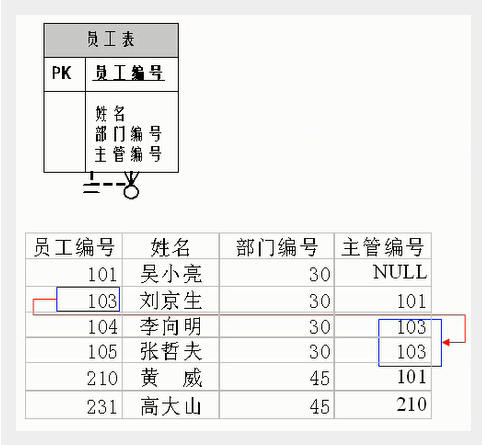 员工表
PK 员工编号
姓名
部门编号
主管编号
员工编号 姓名 部门编号 主管编号
101 吴小亮 30 NULL
103 刘京生 30 101
104 李向明 30 103
105 张哲夫 30 103
210 黄 威 45 101
231 高大山 45 210